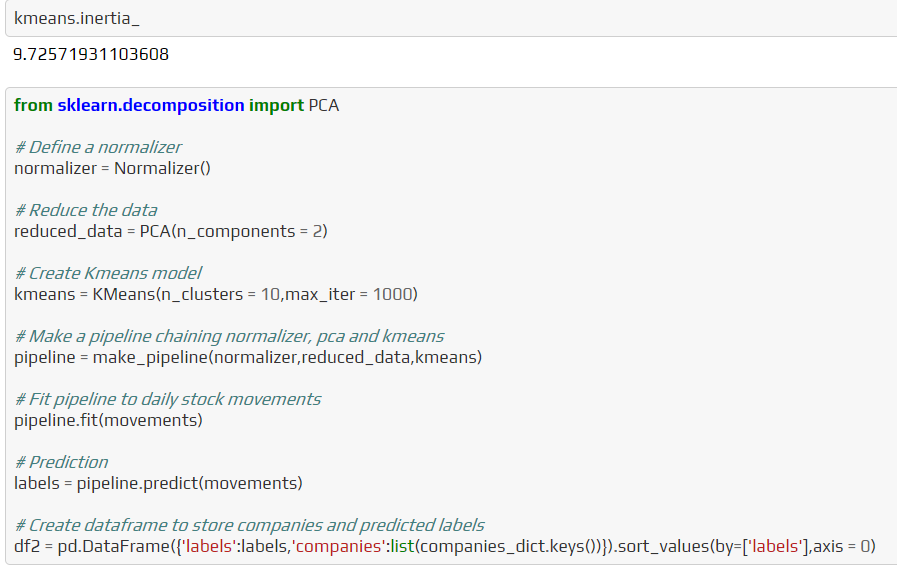 kmeans.inertia_
9.72571931103608
from sklearn.decomposition import PCA
# Define a normalizer
normalizer = Normalizer()
# Reduce the data
reduced_data = PCA(n_components = 2)
# Create Kmeans model
kmeans = KMeans(n_clusters = 10,max_iter = 1000)
# Make a pipeline chaining normalizer, pca and kmeans
pipeline = make_pipeline(normalizer,reduced_data,kmeans)
# Fit pipeline to daily stock movements
pipeline.fit(movements)
# Prediction
labels = pipeline.predict(movements)
# Create dataframe to store companies and predicted labels
df2 = pd.DataFrame({'labels':labels,'companies':list(companies_dict.keys())}).sort_values(by=['labels'],axis = 0)